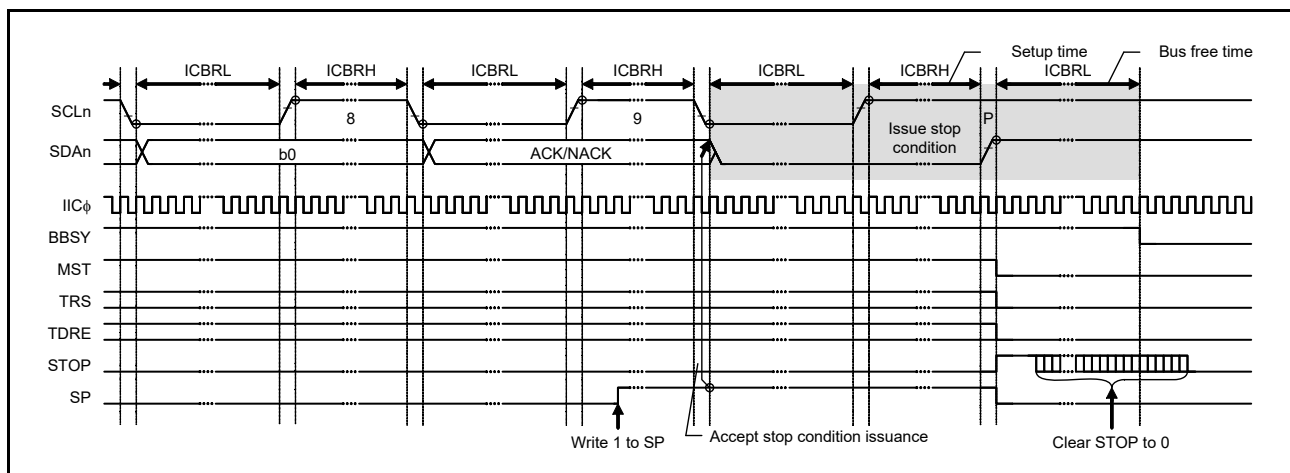 Setup time Bus free time
ICBRL ICBRH ICBRL ICBRH ICBRL ICBRH ICBRL
SCLn
8 9 Issue stop condition P
SDAn
b0 ACK/NACK
IICϕ
BBSY
MST
TRS
TDRE
STOP
SP
Write 1 to SP Accept stop condition issuance Clear STOP to 0